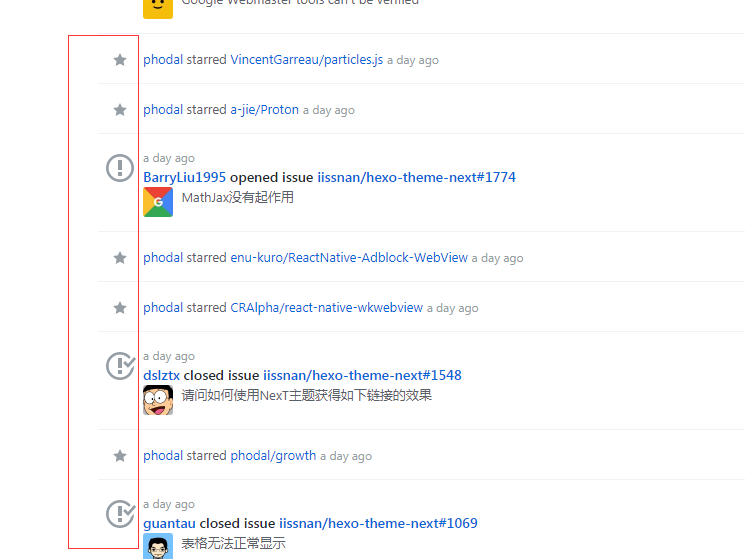 Google Webmaster tools can't be verified
phodal starred VincentGarreau/particles.js a day ago
phodal starred a-jie/Proton a day ago
a day ago
BarryLiu1995 opened issue iissnan/hexo-theme-next#1774
MathJax没有起作用
phodal starred enu-kuro/ReactNative-Adblock-WebView a day ago
phodal starred CRAlpha/react-native-wkwebview a day ago
a day ago
dslztx closed issue iissnan/hexo-theme-next#1548
请问如何使用NexT主题获得如下链接的效果
phodal starred phodal/growth a day ago
a day ago
guantau closed issue iissnan/hexo-theme-next#1069
表格无法正常显示